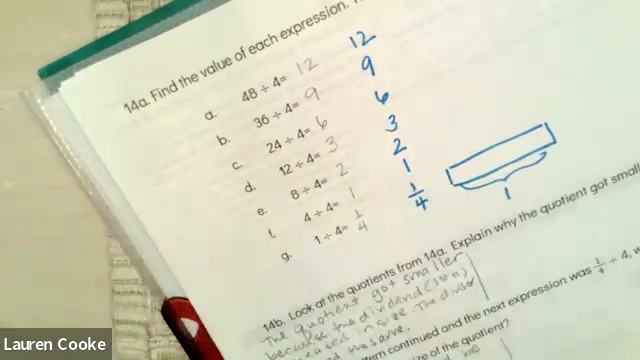 14a. Find the value of each expression.
a. 48 ÷ 4 = 12 12
b. 36 ÷ 4 = 9 9
c. 24 ÷ 4 = 6 6
d. 12 ÷ 4 = 3 3
e. 8 ÷ 4 = 2 2
f. 4 ÷ 4 = 1 1
g. 1 ÷ 4 = 1/4 1/4
1
14b. Look at the quotients from 14a. Explain why the quotient got small
The quotient got smaller
because the dividend
in size. The divisor
same.
continued and the next expression was 1/4 ÷ 4,
size of the quotient?
Lauren Cooke